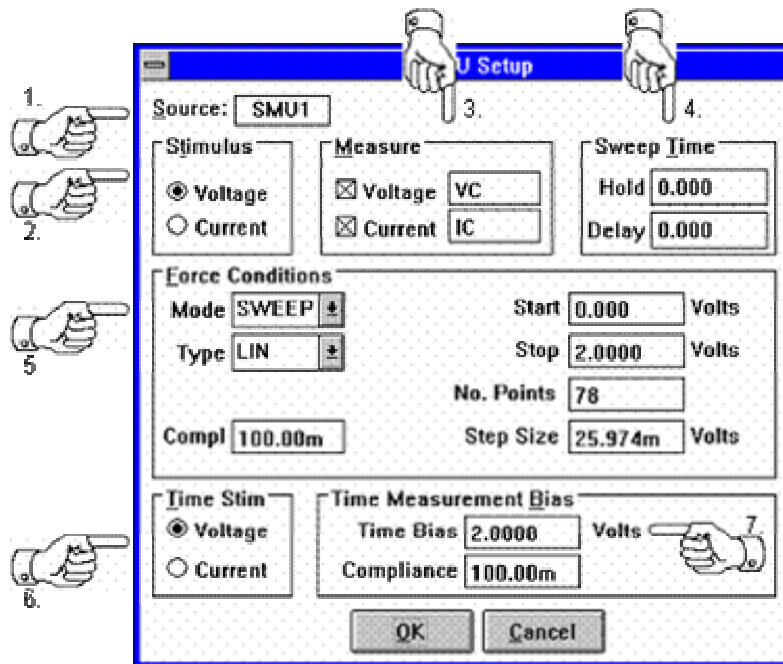 U Setup
1.
Source: SMU1
3.
4.
Stimulus
Voltage
Current
2.
Measure
Voltage VC
Current IC
Sweep Time
Hold 0.000
Delay 0.000
Force Conditions
Mode SWEEP
Type LIN
Compl 100.00m
Start 0.000 Volts
Stop 2.0000 Volts
No. Points 78
Step Size 25.974m Volts
5
Time Stim
Voltage
Current
6.
Time Measurement Bias
Time Bias 2.0000 Volts
7.
Compliance 100.00m
OK Cancel